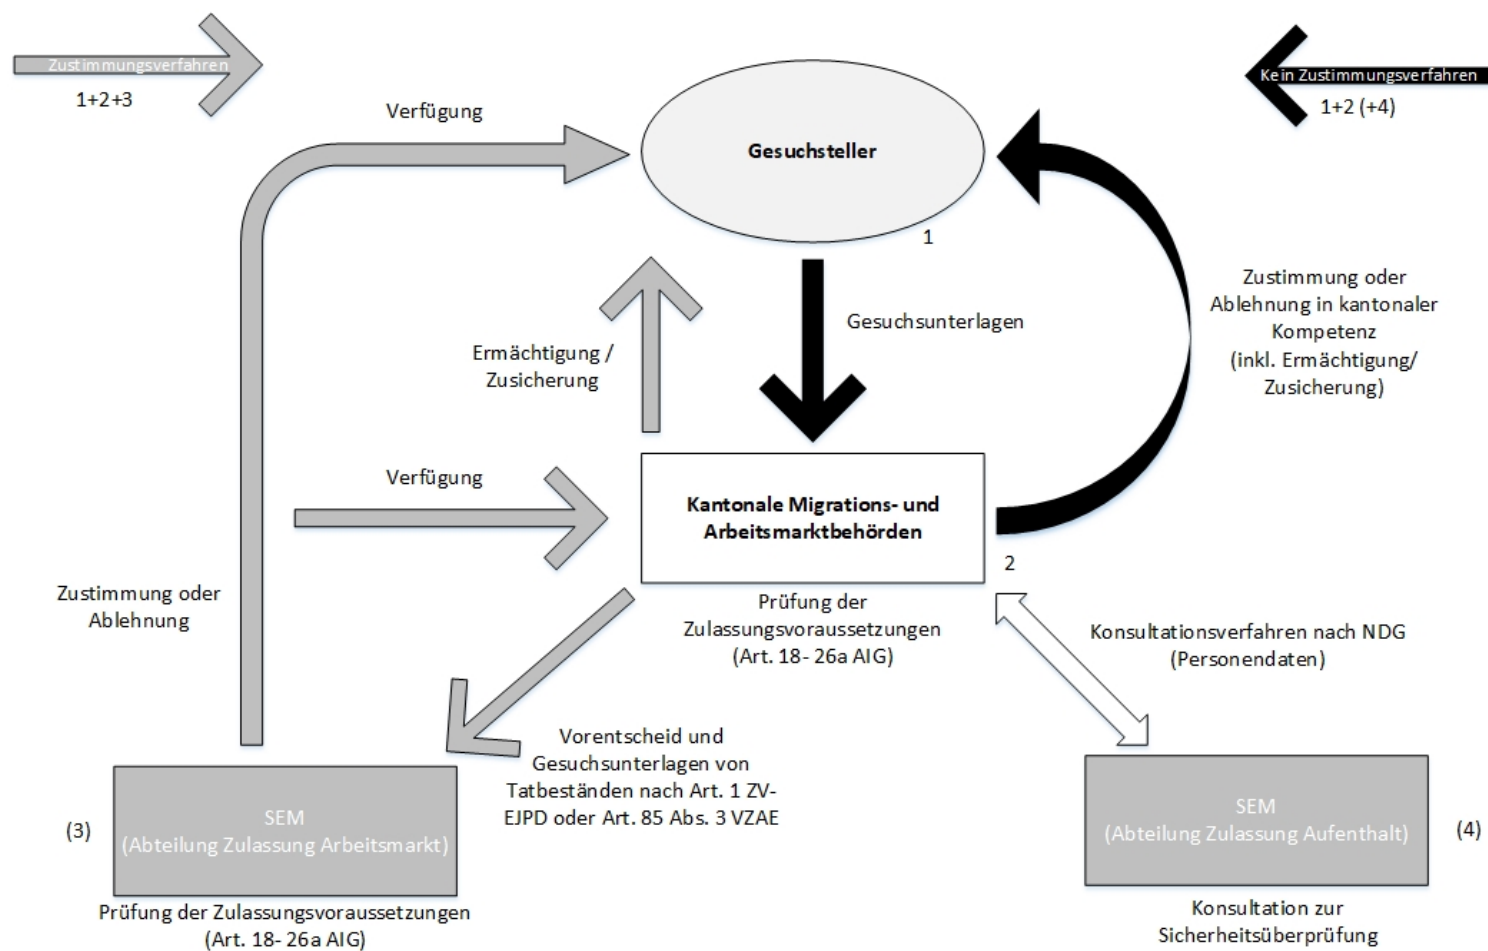 Zustimmungsverfahren
1+2+3
Kein Zustimmungsverfahren
1+2 (+4)
Verfügung
Gesuchsteller
1
Gesuchsunterlagen
Zustimmung oder
Ablehnung in kantonaler
Kompetenz
(inkl. Ermächtigung/
Zusicherung)
Ermächtigung /
Zusicherung
Verfügung
Kantonale Migrations- und
Arbeitsmarktbehörden
2
Prüfung der
Zulassungsvoraussetzungen
(Art. 18- 26a AIG)
Zustimmung oder
Ablehnung
Konsultationsverfahren nach NDG
(Personendaten)
Vorentscheid und
Gesuchsunterlagen von
Tatbeständen nach Art. 1 ZV-
EJPD oder Art. 85 Abs. 3 VZAE
(3)
SEM
(Abteilung Zulassung Arbeitsmarkt)
Prüfung der Zulassungsvoraussetzungen
(Art. 18- 26a AIG)
SEM
(Abteilung Zulassung Aufenthalt)
(4)
Konsultation zur
Sicherheitsüberprüfung